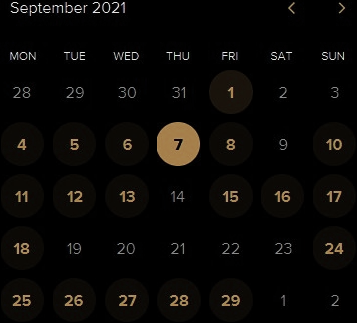 September 2021 < >
MON TUE WED THU FRI SAT SUN
28 29 30 31 1 2 3
4 5 6 7 8 9 10
11 12 13 14 15 16 17
18 19 20 21 22 23 24
25 26 27 28 29 1 2